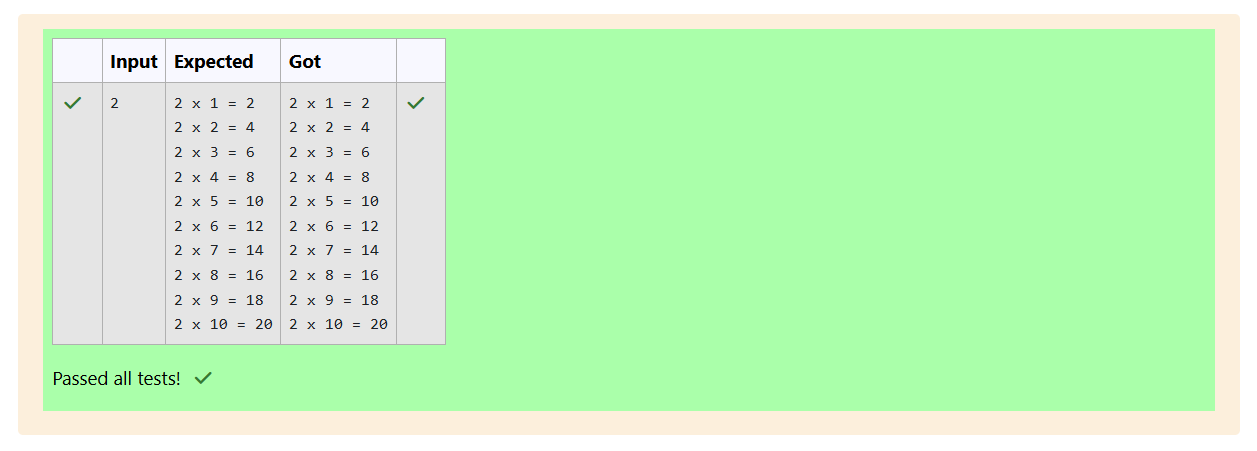 Input Expected Got
2 2 x 1 = 2 2 x 1 = 2
2 x 2 = 4 2 x 2 = 4
2 x 3 = 6 2 x 3 = 6
2 x 4 = 8 2 x 4 = 8
2 x 5 = 10 2 x 5 = 10
2 x 6 = 12 2 x 6 = 12
2 x 7 = 14 2 x 7 = 14
2 x 8 = 16 2 x 8 = 16
2 x 9 = 18 2 x 9 = 18
2 x 10 = 20 2 x 10 = 20
Passed all tests!